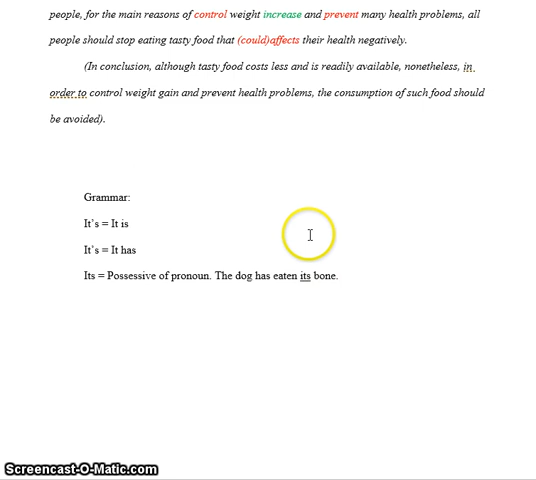 people, for the main reasons of control weight increase and prevent many health problems, all
people should stop eating tasty food that (could)affects their health negatively.
(In conclusion, although tasty food costs less and is readily available, nonetheless, in
order to control weight gain and prevent health problems, the consumption of such food should
be avoided).
Grammar:
It's = It is
It's = It has
Its = Possessive of pronoun. The dog has eaten its bone.
Screencast-O-Matic.com